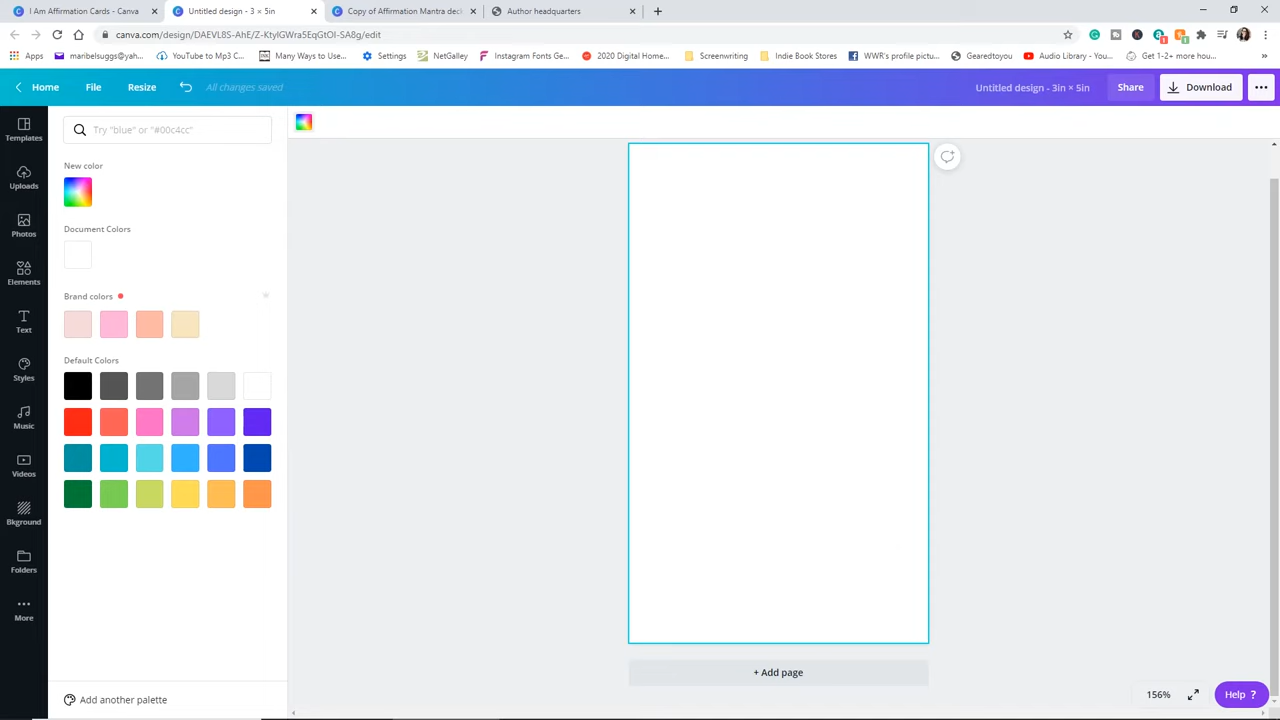 I Am Affirmation Cards - Canva
Untitled design - 3 × 5in
Copy of Affirmation Mantra dec
Author headquarters
canva.com/design/DAEVL8S-AhE/Z-KtylGWra5EqGtOI-SA8g/edit
Apps
maribelsuggs@yah...
YouTube to Mp3 C...
Many Ways to Use...
Settings
NetGalley
Instagram Fonts Ge...
2020 Digital Home...
Screenwriting
Indie Book Stores
WWR's profile pictu...
Gearedtoyou
Audio Library - You...
Get 1-2+ more hou...
»
Home
File
Resize
All changes saved
Untitled design - 3in × 5in
Share
Download
Templates
Uploads
Photos
Elements
Text
Styles
Music
Videos
Bkground
Folders
More
Try "blue" or "#00c4cc"
New color
Document Colors
Brand colors
Default Colors
Add another palette
+ Add page
156%
Help ?